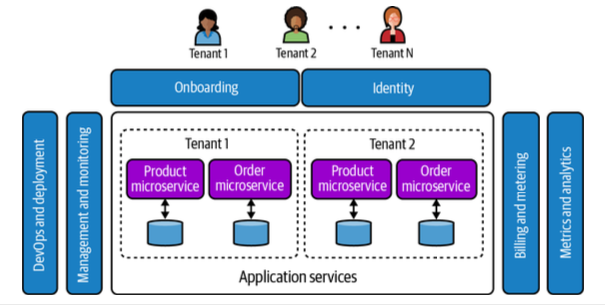 Tenant 1
Tenant 2
...
Tenant N
Onboarding
Identity
DevOps and deployment
Management and monitoring
Tenant 1
Product
microservice
Order
microservice
Tenant 2
Product
microservice
Order
microservice
Application services
Billing and metering
Metrics and analytics